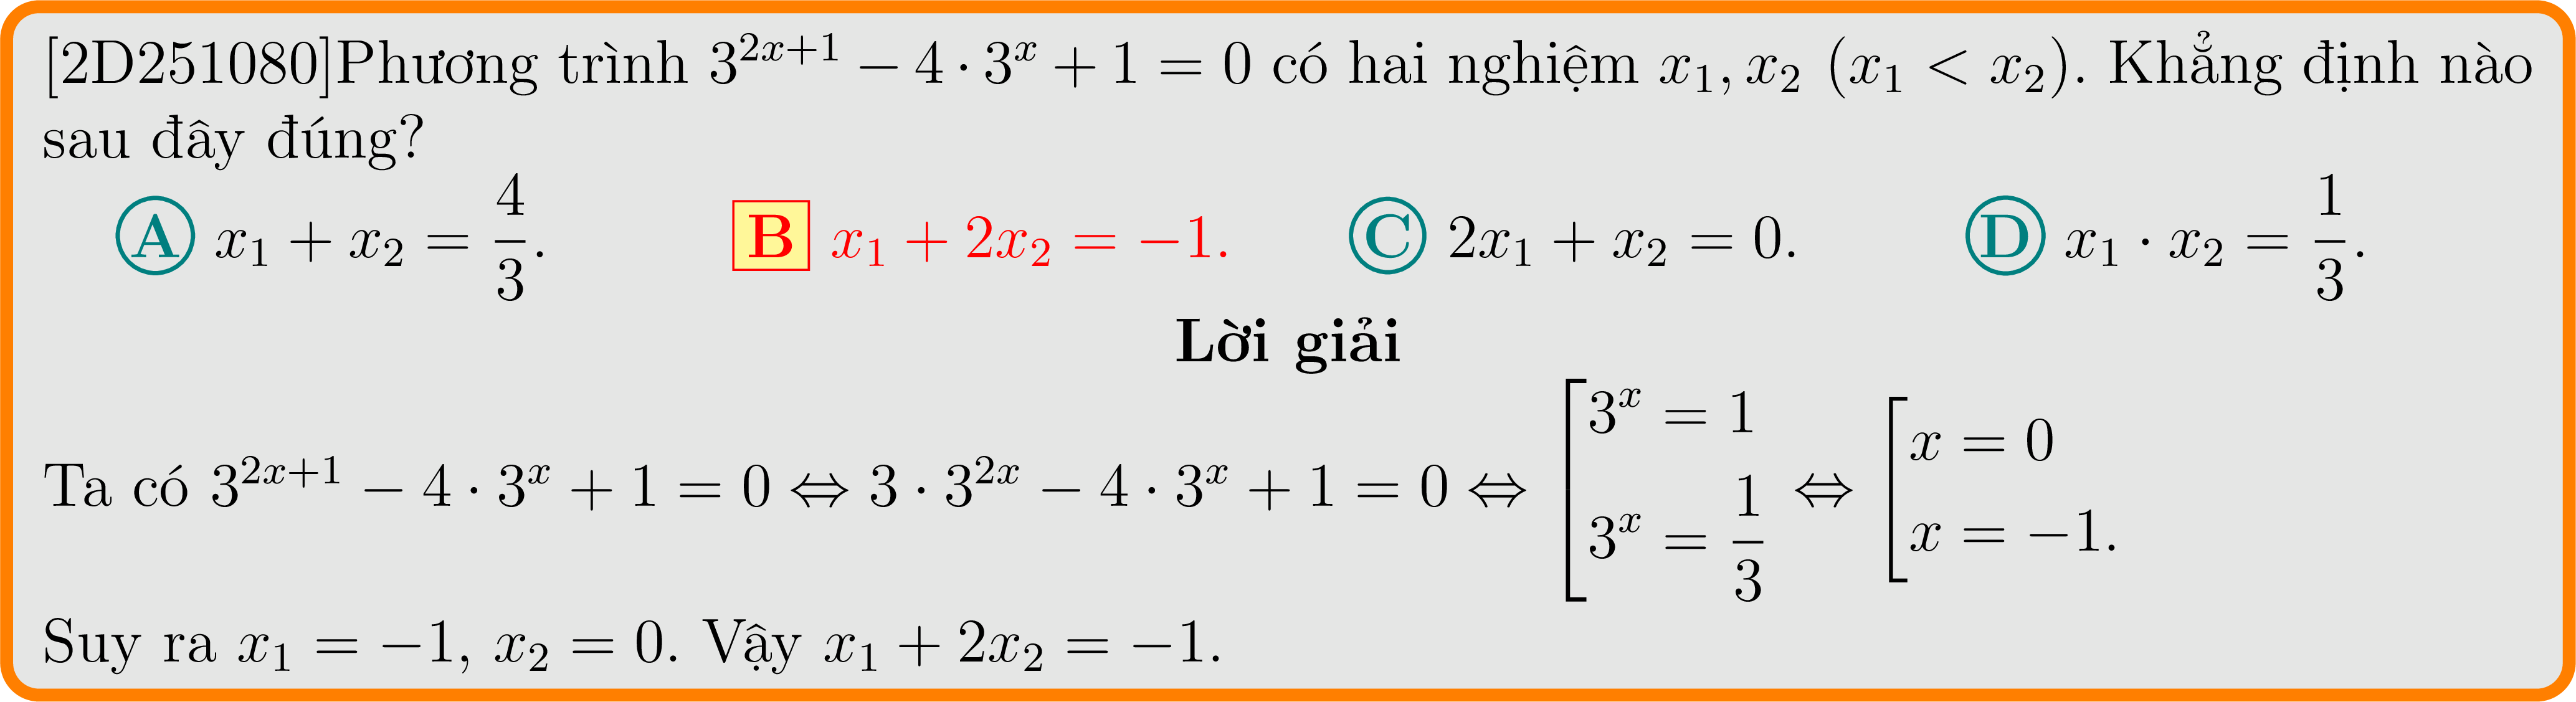 [2D251080]Phương trình $3^{2x+1} - 4 \cdot 3^x + 1 = 0$ có hai nghiệm $x_1, x_2$ $(x_1 < x_2)$. Khẳng định nào
sau đây đúng?
A $x_1 + x_2 = \frac{4}{3}$. B $x_1 + 2x_2 = -1$. C $2x_1 + x_2 = 0$. D $x_1 \cdot x_2 = \frac{1}{3}$.
Lời giải
Ta có $3^{2x+1} - 4 \cdot 3^x + 1 = 0 \Leftrightarrow 3 \cdot 3^{2x} - 4 \cdot 3^x + 1 = 0 \Leftrightarrow \left[\begin{array}{l} 3^x = 1 \\ 3^x = \frac{1}{3} \end{array}\right. \Leftrightarrow \left[\begin{array}{l} x = 0 \\ x = -1. \end{array}\right.$
Suy ra $x_1 = -1$, $x_2 = 0$. Vậy $x_1 + 2x_2 = -1$.